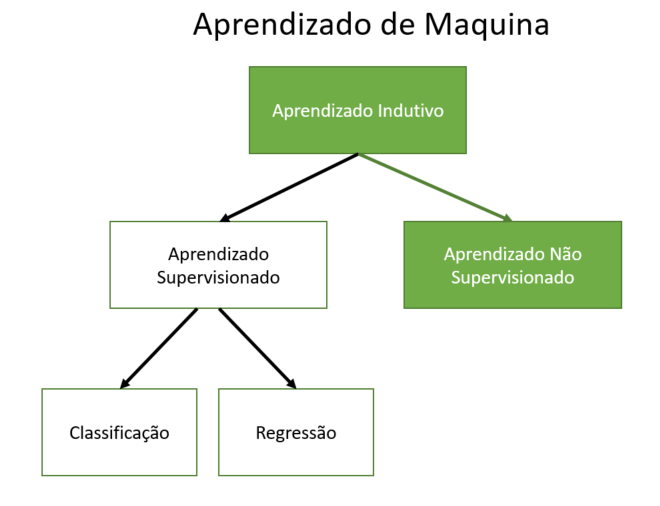 Aprendizado de Maquina
Aprendizado Indutivo
Aprendizado
Supervisionado
Aprendizado Não
Supervisionado
Classificação
Regressão